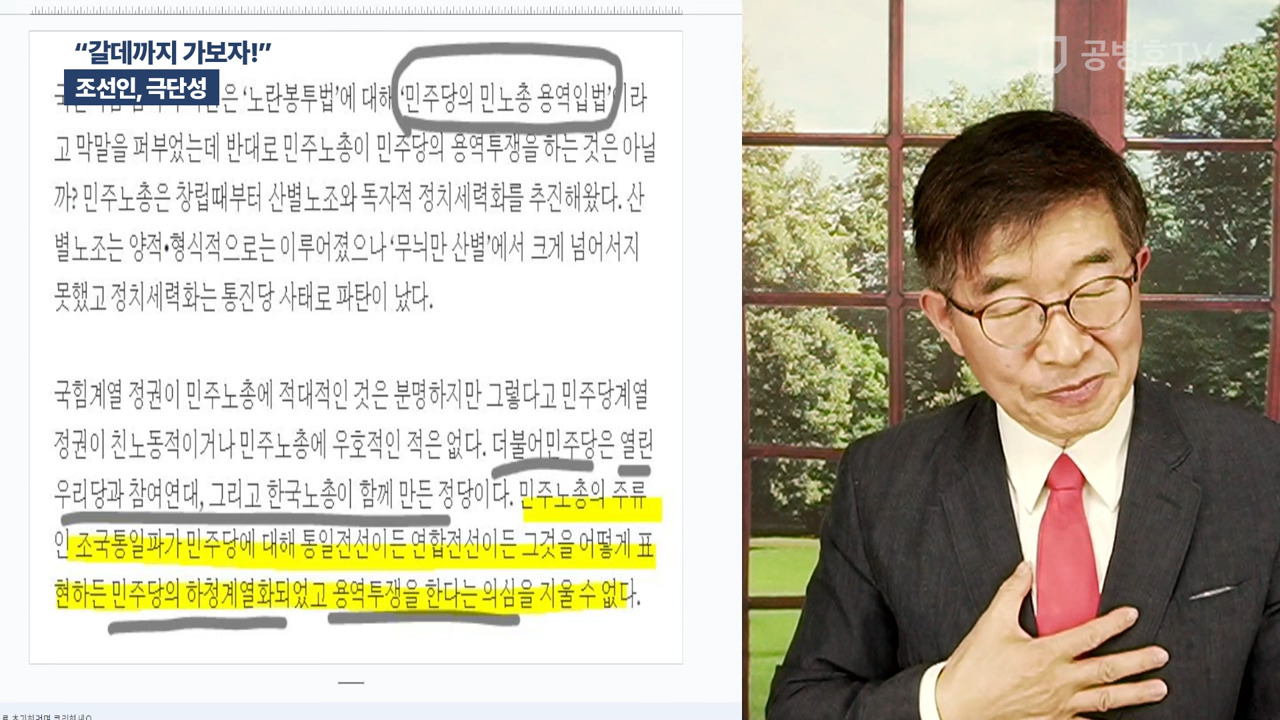 “갈데까지 가보자!”
조선인, 극단성
공병호TV
은 ‘노란봉투법’에 대해 ‘민주당의 민노총 용역입법’이라
고 막말을 퍼부었는데 반대로 민주노총이 민주당의 용역투쟁을 하는 것은 아닐
까? 민주노총은 창립때부터 산별노조와 독자적 정치세력화를 추진해왔다. 산
별노조는 양적•형식적으로는 이루어졌으나 ‘무늬만 산별’에서 크게 넘어서지
못했고 정치세력화는 통진당 사태로 파탄이 났다.
국힘계열 정권이 민주노총에 적대적인 것은 분명하지만 그렇다고 민주당계열
정권이 친노동적이거나 민주노총에 우호적인 적은 없다. 더불어민주당은 열린
우리당과 참여연대, 그리고 한국노총이 함께 만든 정당이다. 민주노총의 주류
인 조국통일파가 민주당에 대해 통일전선이든 연합전선이든 그것을 어떻게 표
현하든 민주당의 하청계열화되었고 용역투쟁을 한다는 의심을 지울 수 없다.